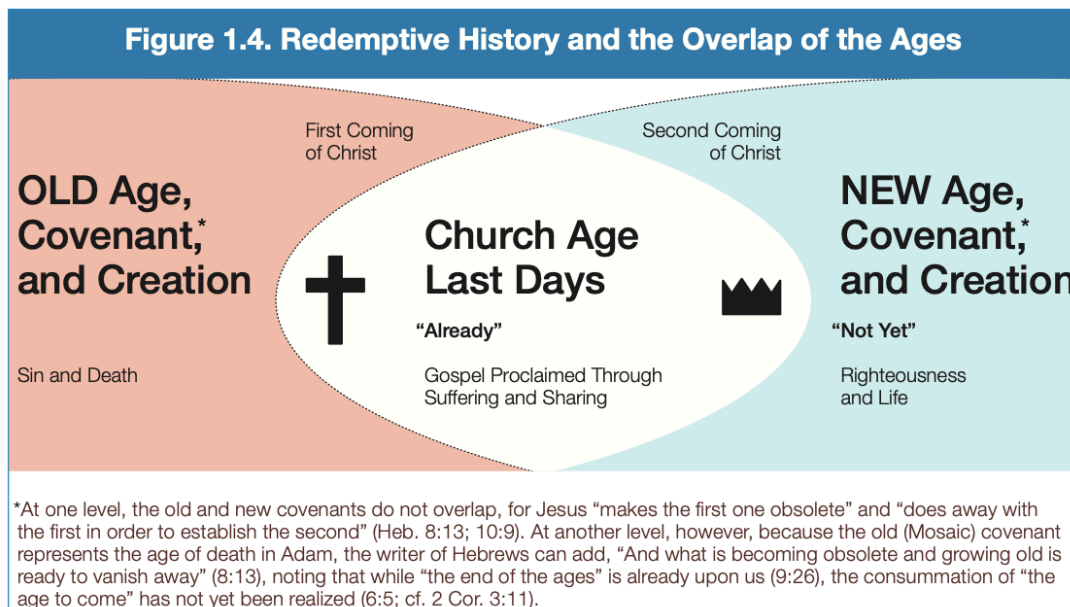 Figure 1.4. Redemptive History and the Overlap of the Ages
First Coming
of Christ
Second Coming
of Christ
OLD Age,
Covenant,*
and Creation
Church Age
Last Days
NEW Age,
Covenant,*
and Creation
“Already”
“Not Yet”
Sin and Death
Gospel Proclaimed Through
Suffering and Sharing
Righteousness
and Life
*At one level, the old and new covenants do not overlap, for Jesus “makes the first one obsolete” and “does away with
the first in order to establish the second” (Heb. 8:13; 10:9). At another level, however, because the old (Mosaic) covenant
represents the age of death in Adam, the writer of Hebrews can add, “And what is becoming obsolete and growing old is
ready to vanish away” (8:13), noting that while “the end of the ages” is already upon us (9:26), the consummation of “the
age to come” has not yet been realized (6:5; cf. 2 Cor. 3:11).